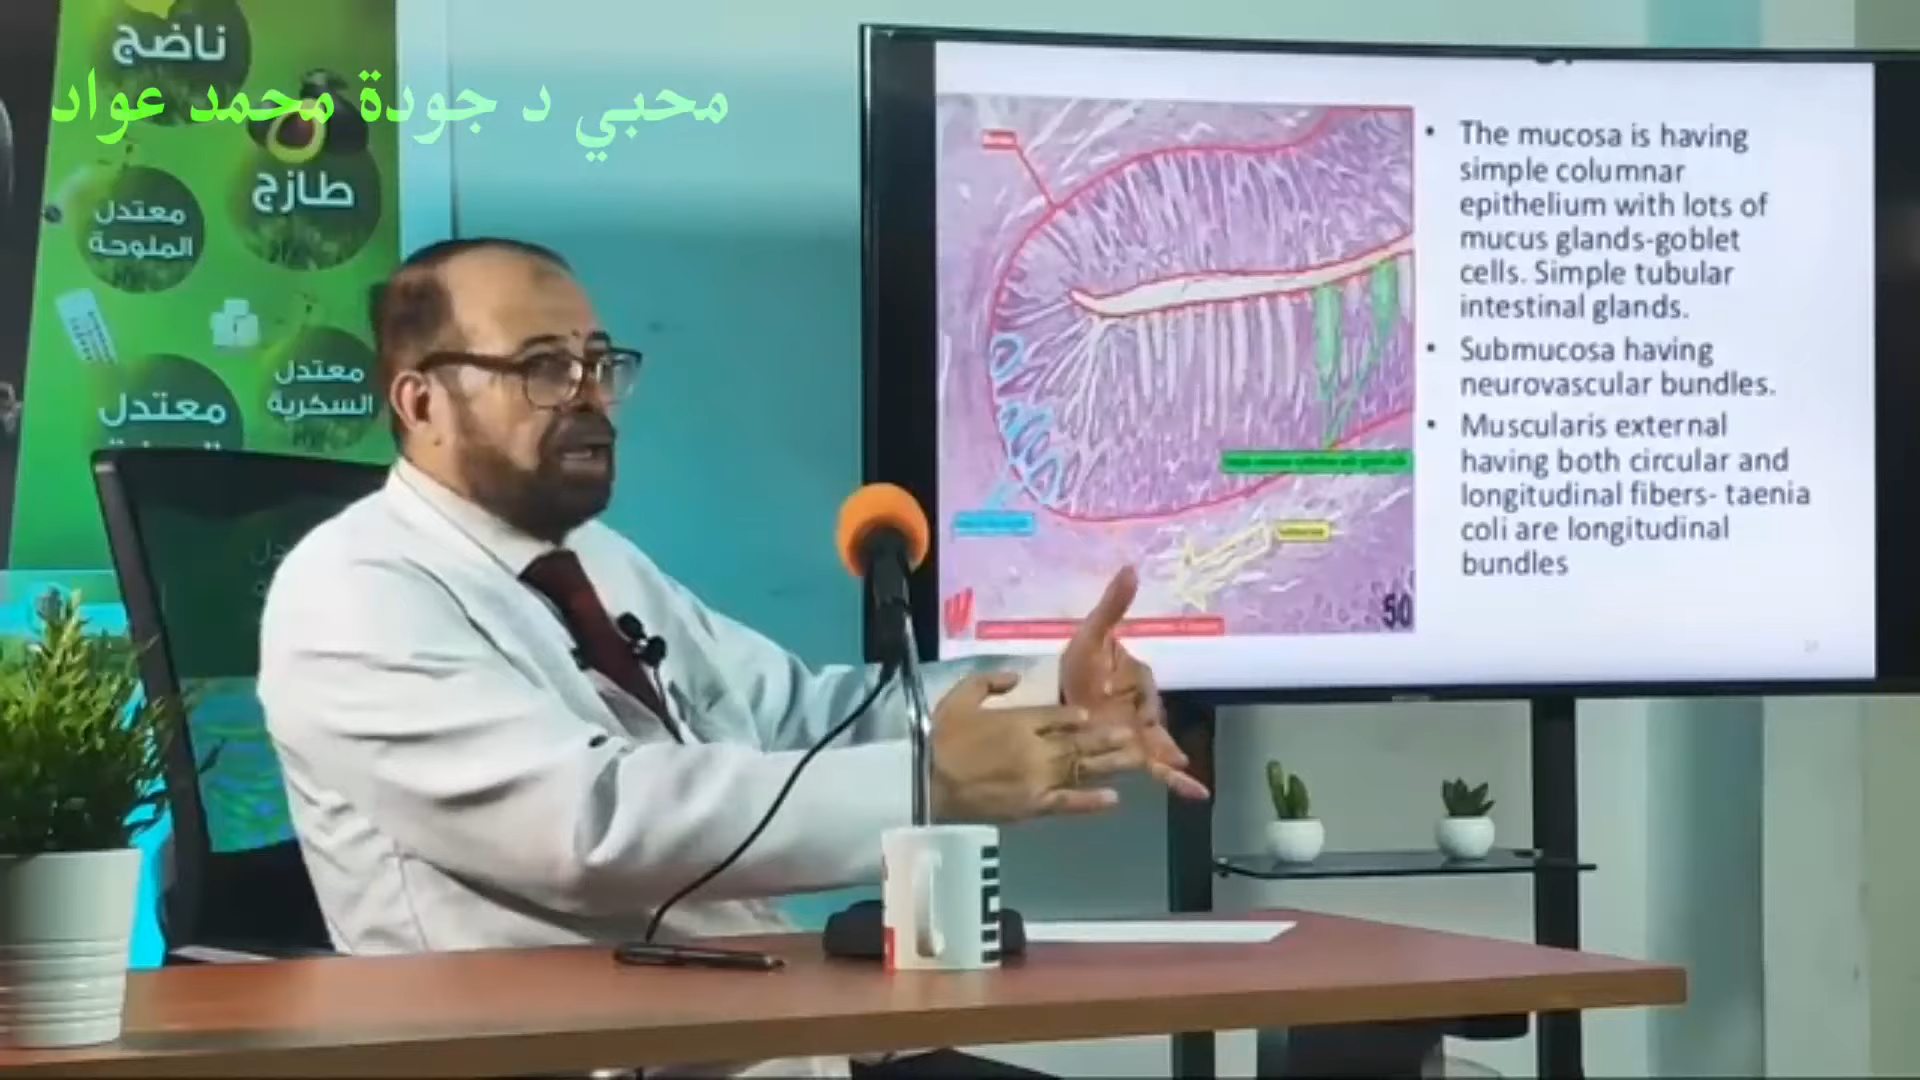 محبي د جودة محمد عواد
ناضج
طازج
معتدل
الملوحة
معتدل
السكرية
معتدل
• The mucosa is having
simple columnar
epithelium with lots of
mucus glands-goblet
cells. Simple tubular
intestinal glands.
• Submucosa having
neurovascular bundles.
• Muscularis external
having both circular and
longitudinal fibers- taenia
coli are longitudinal
bundles
50